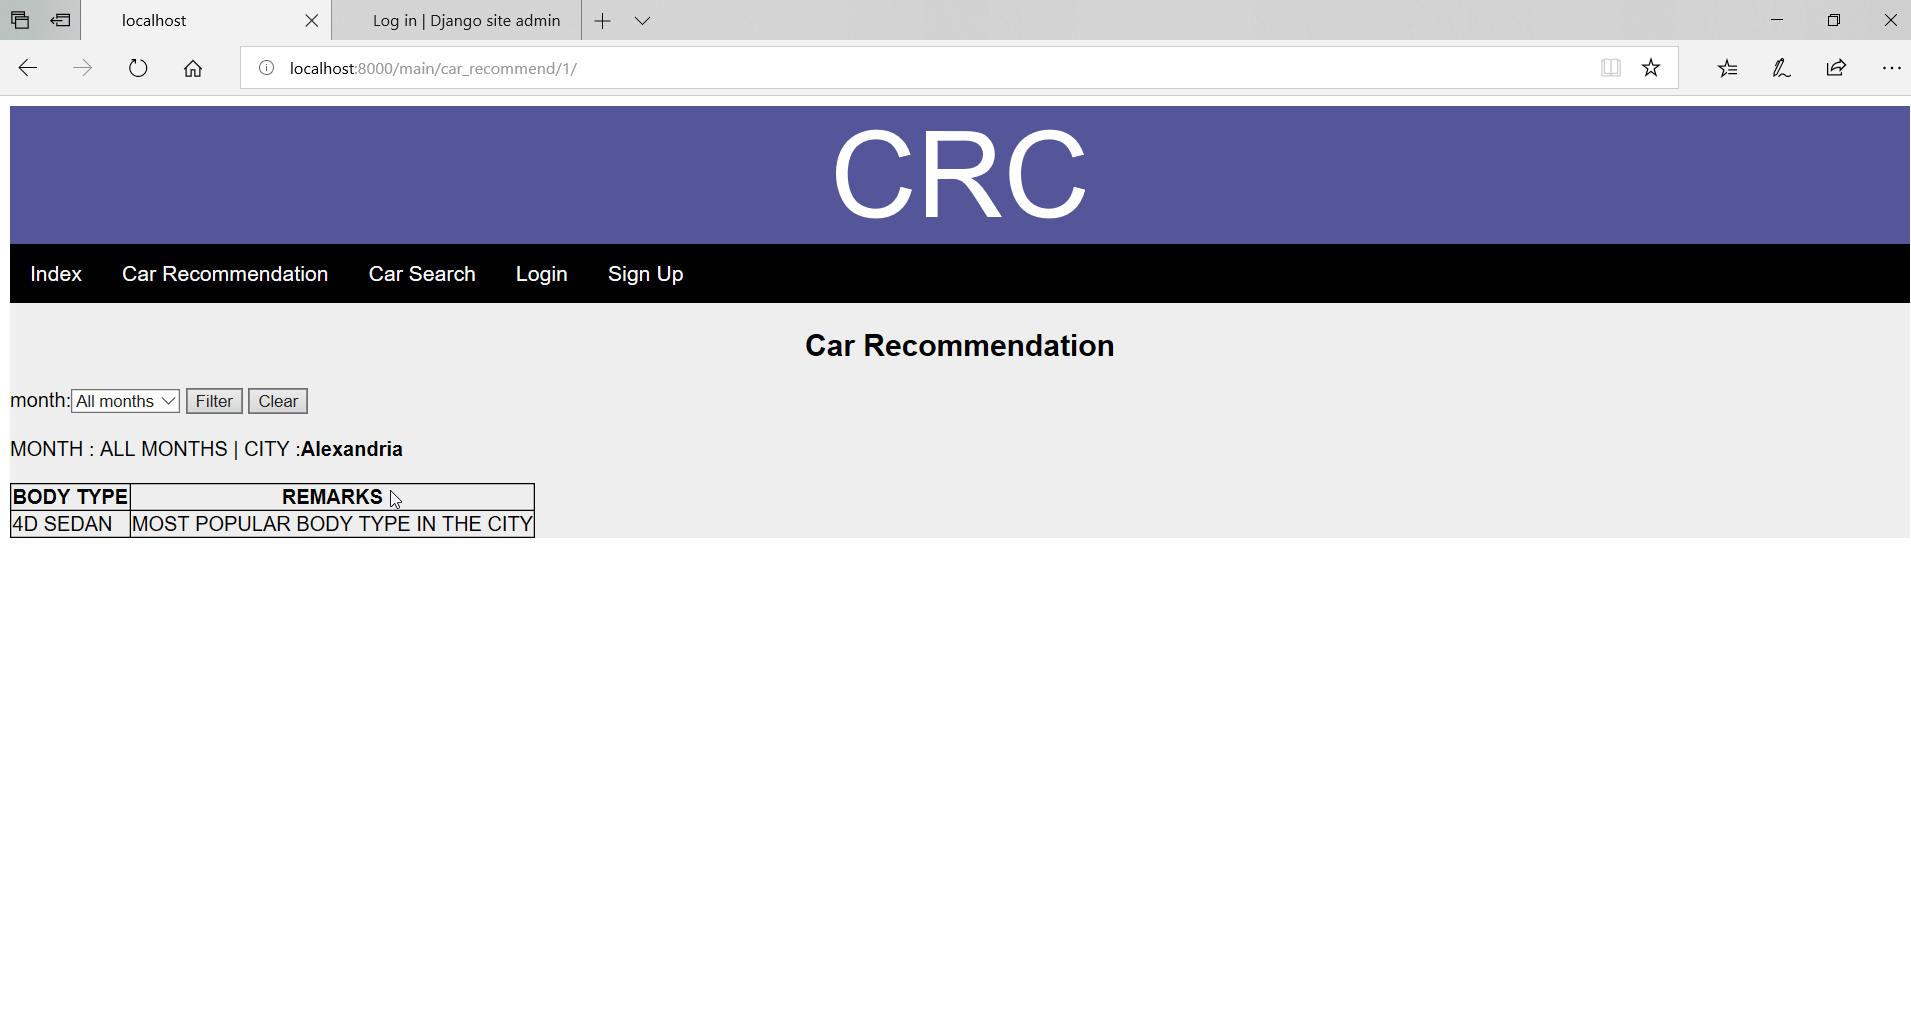 localhost
Log in | Django site admin
localhost:8000/main/car_recommend/1/
CRC
Index Car Recommendation Car Search Login Sign Up
Car Recommendation
month: All months Filter Clear
MONTH : ALL MONTHS | CITY :Alexandria
BODY TYPE REMARKS
4D SEDAN MOST POPULAR BODY TYPE IN THE CITY